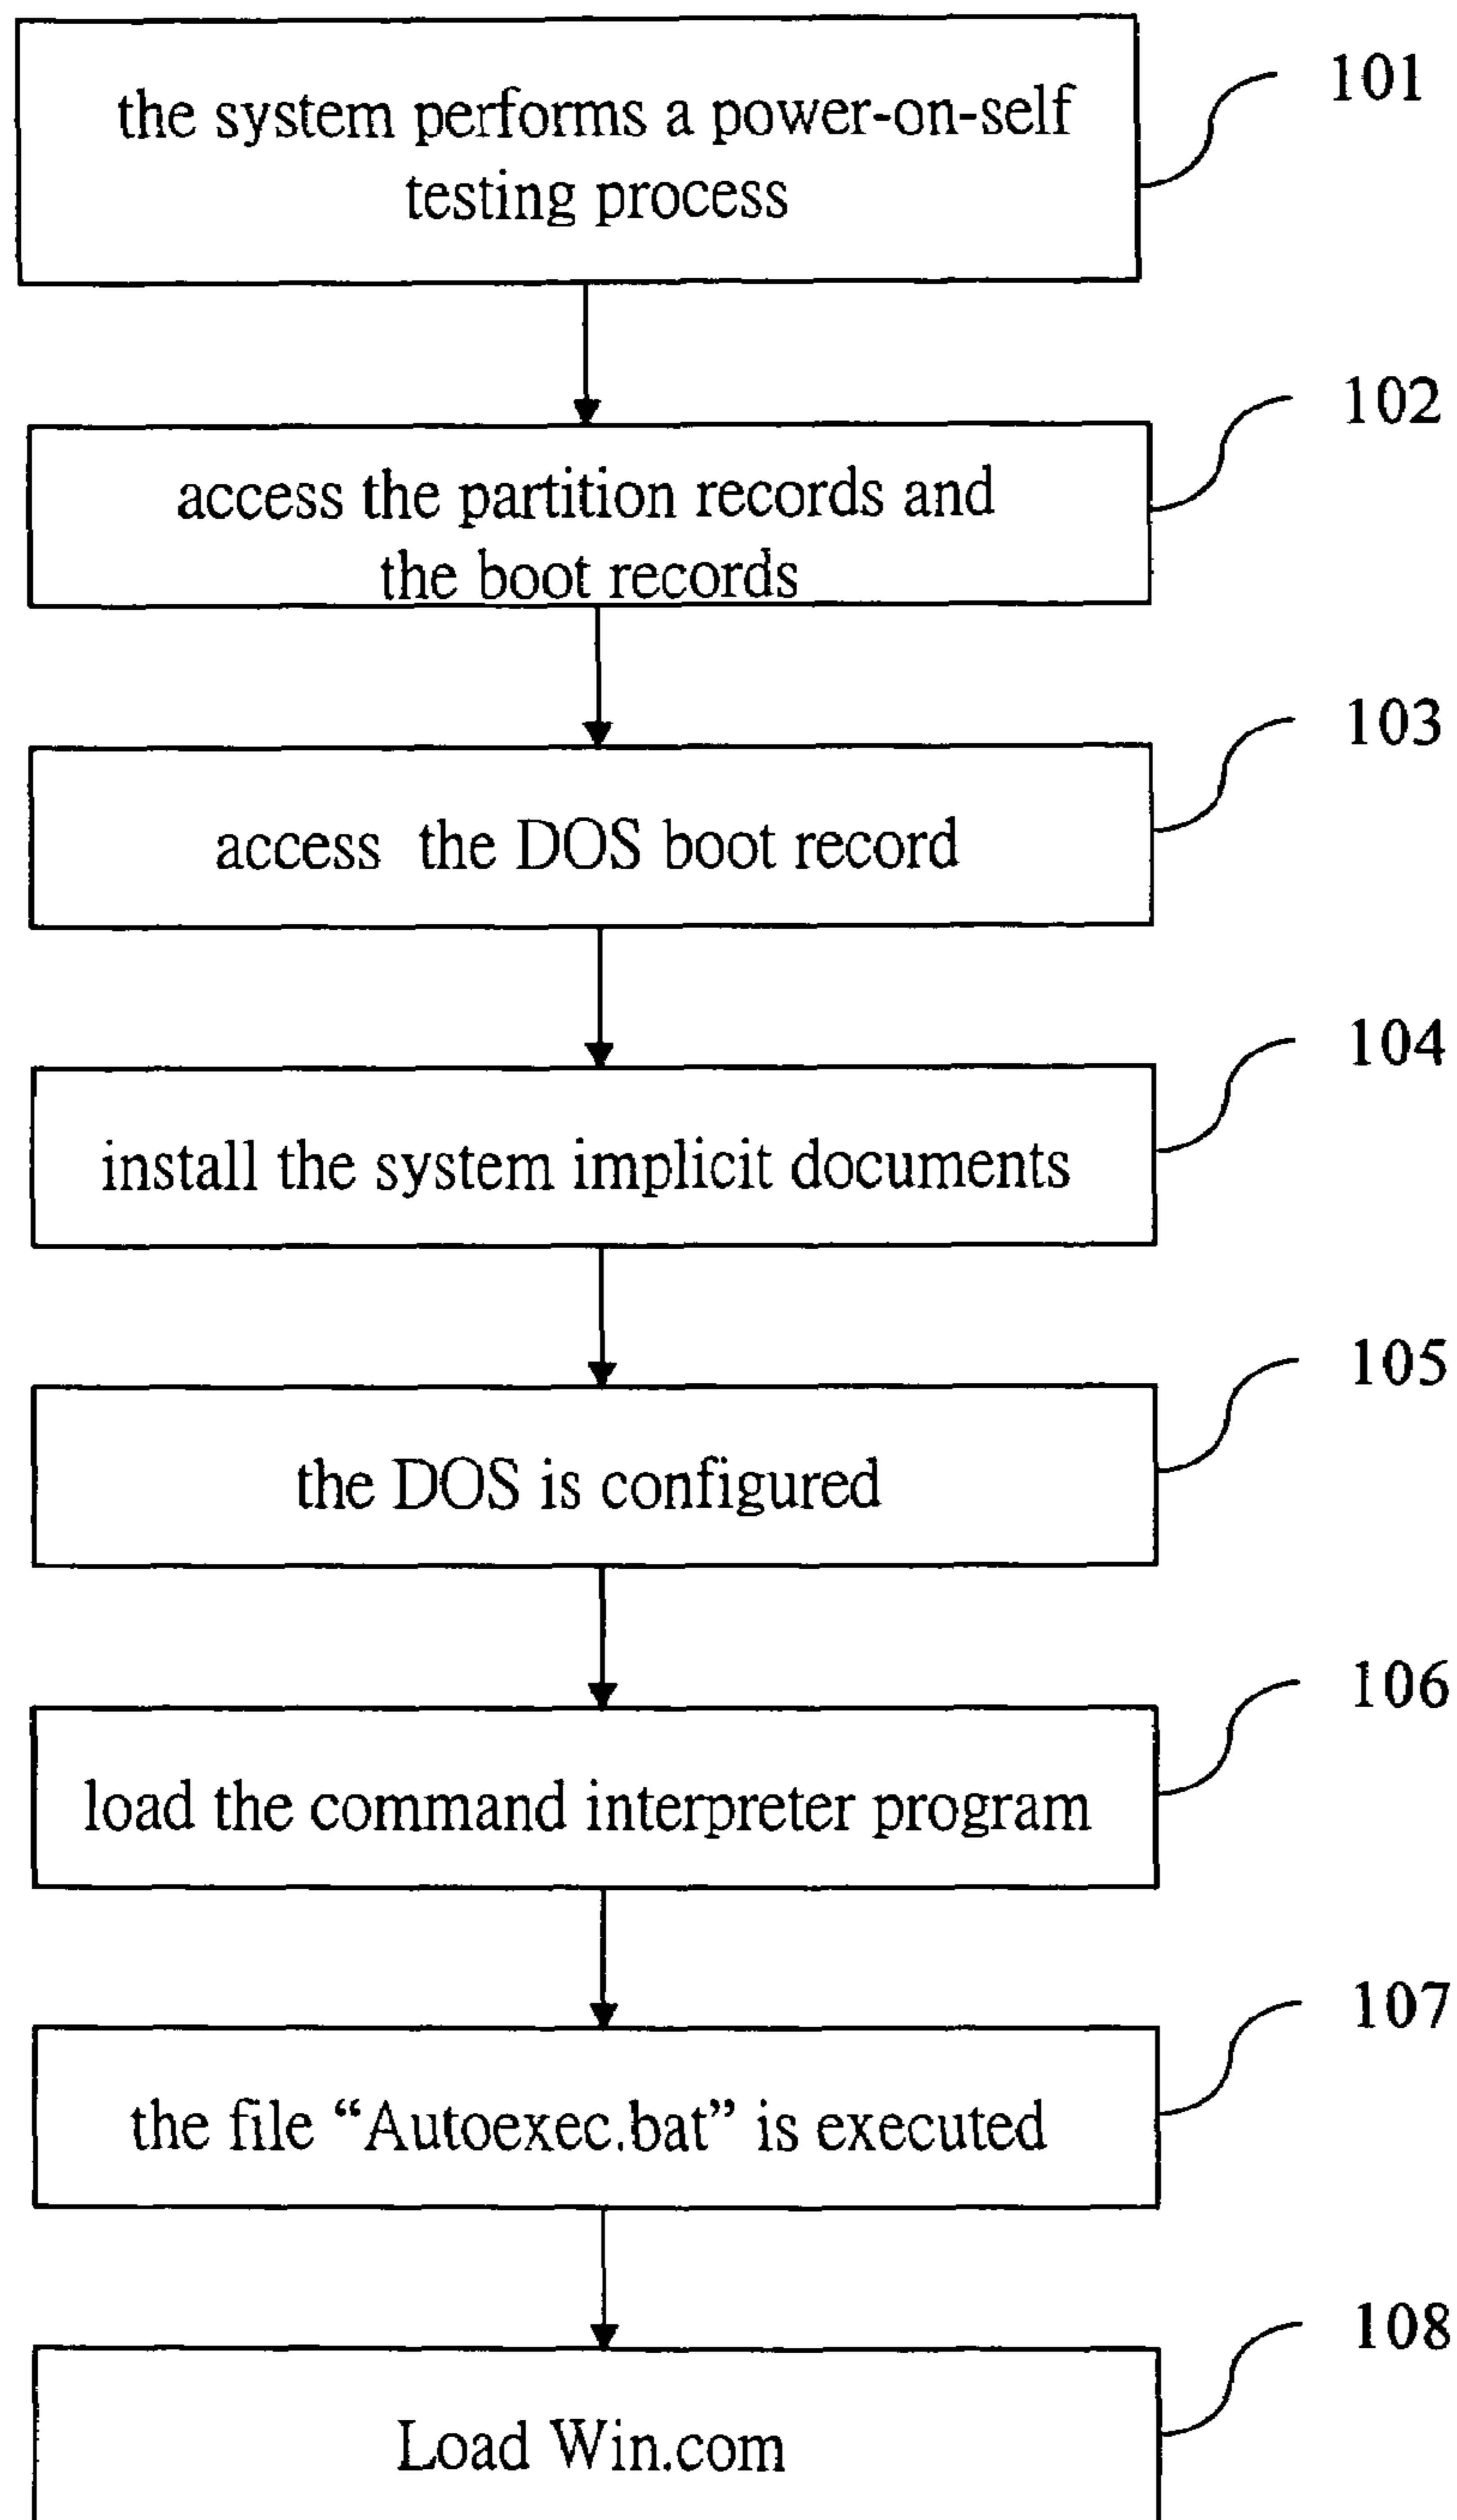 the system performs a power-on-self
testing process
101
access the partition records and
the boot records
102
access the DOS boot record
103
install the system implicit documents
104
the DOS is configured
105
load the command interpreter program
106
the file “Autoexec.bat” is executed
107
Load Win.com
108